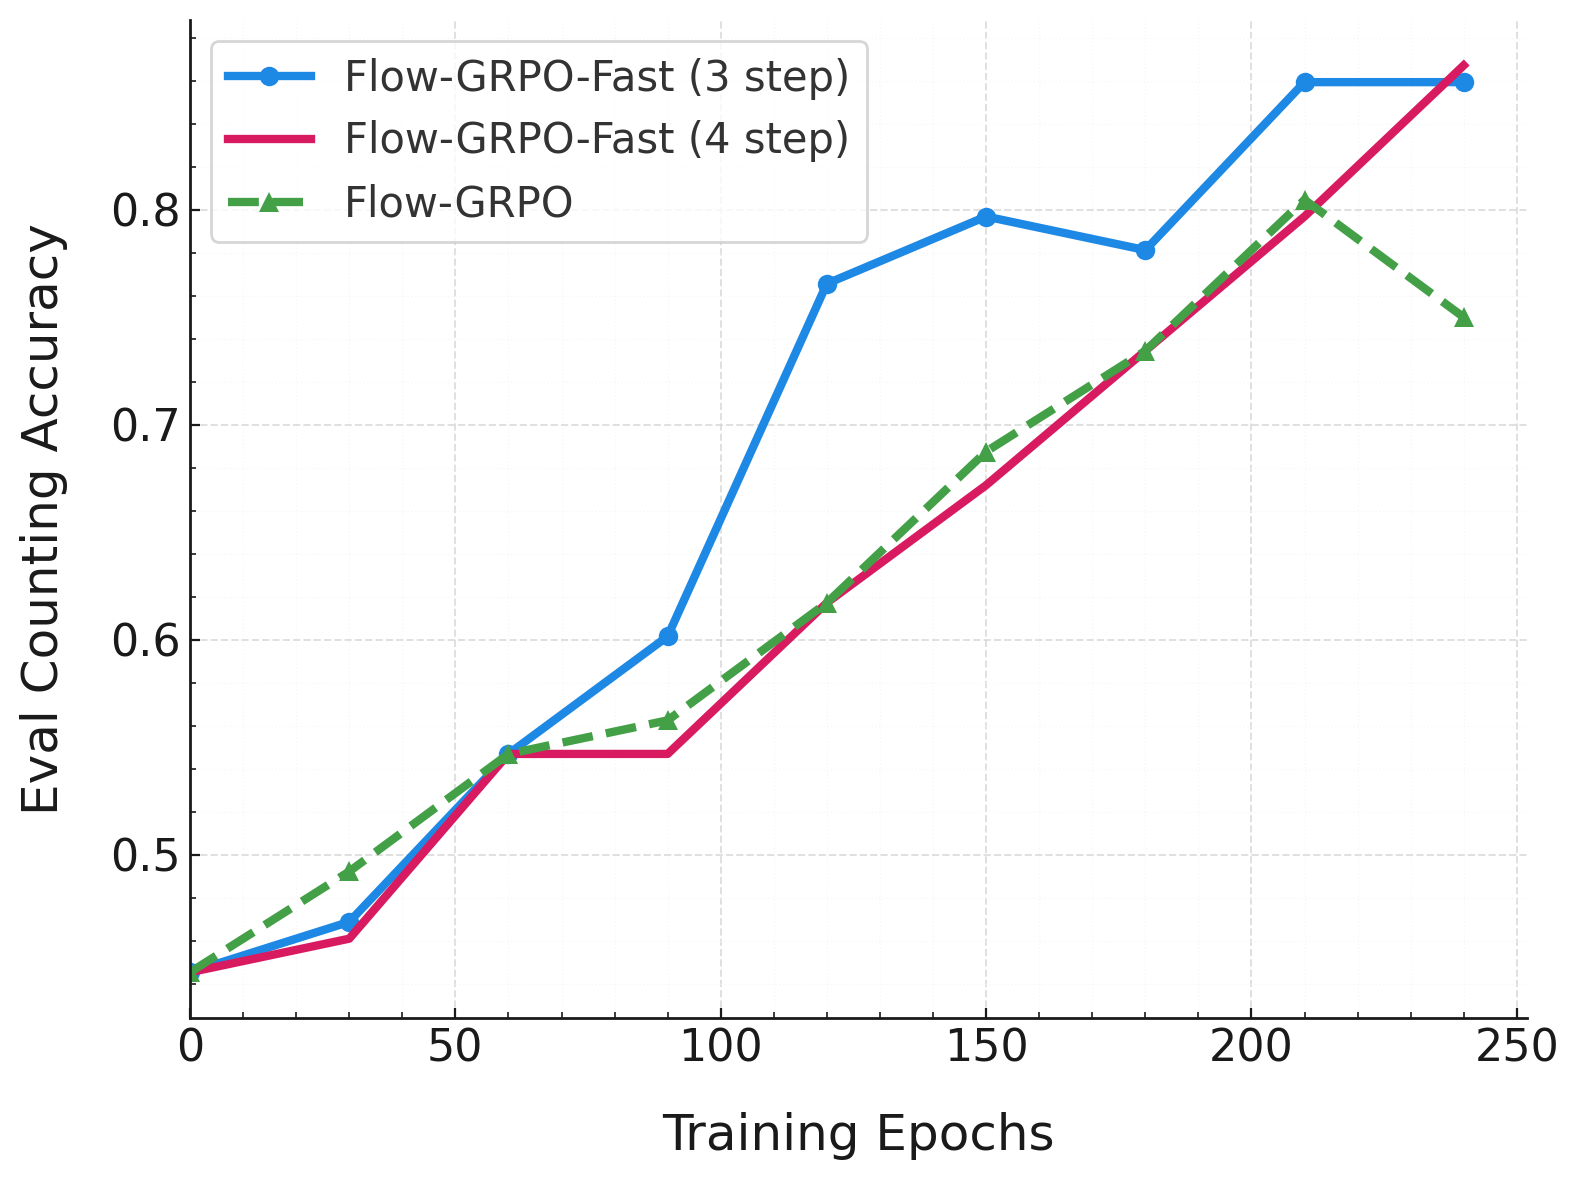 Flow-GRPO-Fast (3 step)
Flow-GRPO-Fast (4 step)
Flow-GRPO
Eval Counting Accuracy
0.8
0.7
0.6
0.5
0 50 100 150 200 250
Training Epochs